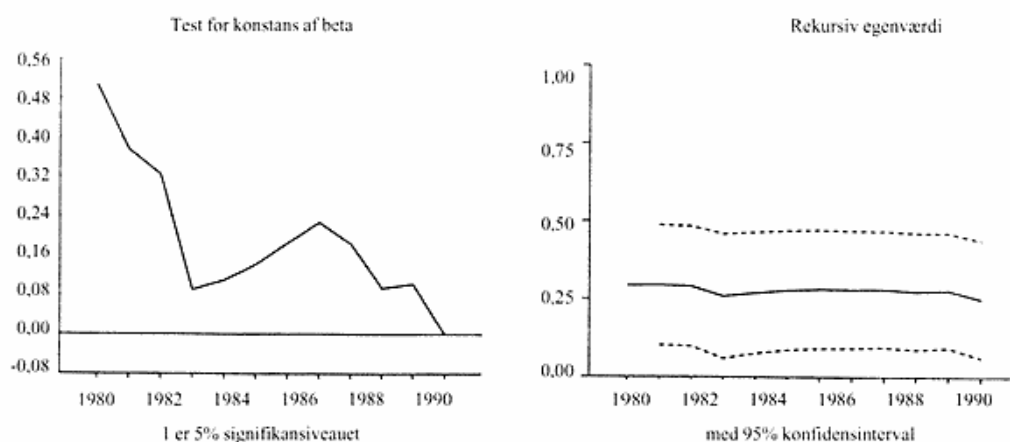 Test for konstans af beta
0,56
0,48
0,40
0,32
0,24
0,16
0,08
0,00
-0,08
1980 1982 1984 1986 1988 1990
1 er 5% signifikansiveauet
Rekursiv egenværdi
1,00
0,75
0,50
0,25
0,00
1980 1982 1984 1986 1988 1990
med 95% konfidensinterval